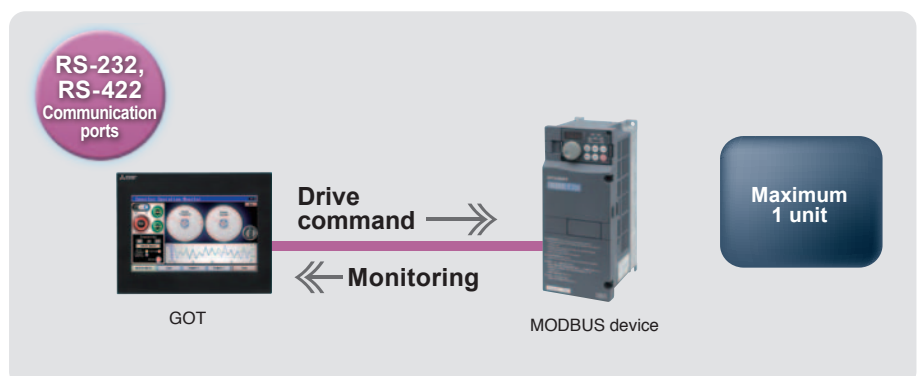 RS-232,
RS-422
Communication
ports
Drive
command
Monitoring
GOT
MODBUS device
Maximum
1 unit